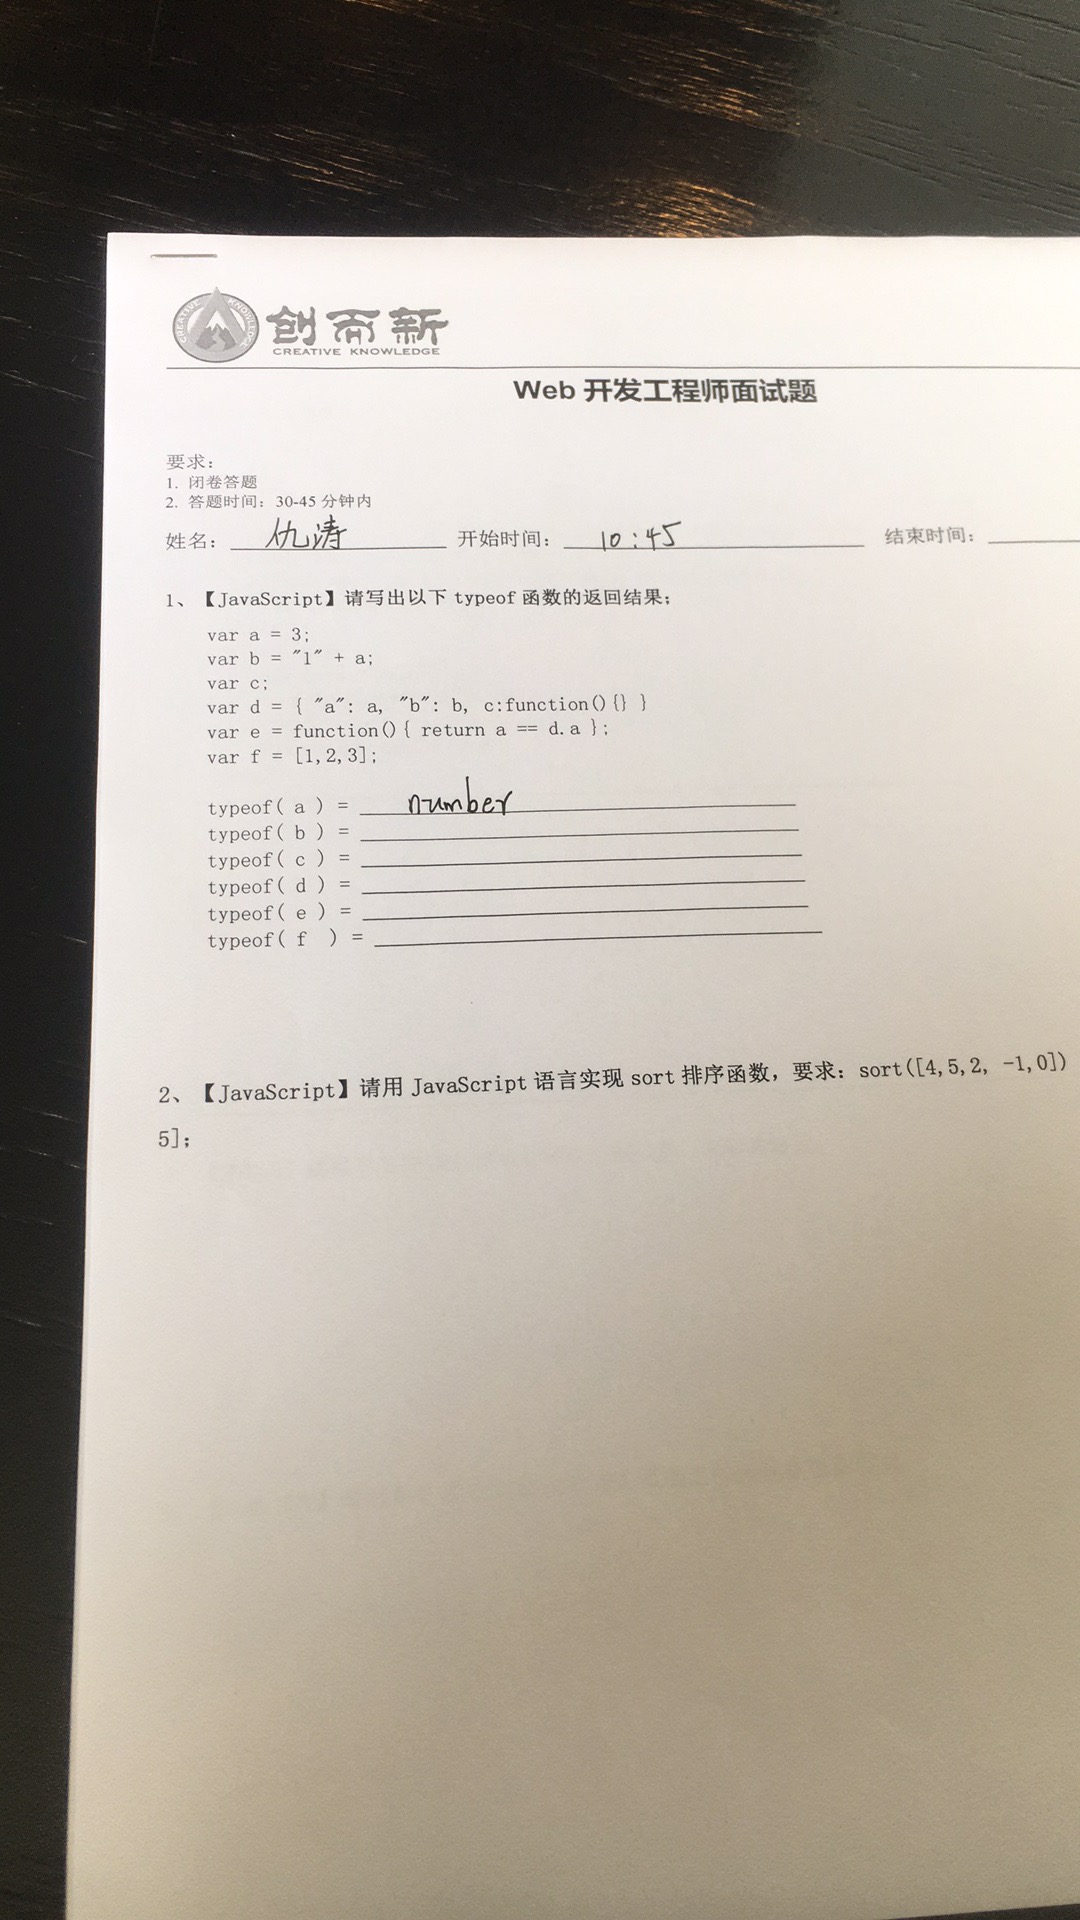 CREATIVE KNOWLEDGE
创而新
CREATIVE KNOWLEDGE
Web 开发工程师面试题
要求：
1. 闭卷答题
2. 答题时间：30-45 分钟内
姓名： 仇涛 开始时间： 10:45 结束时间：
1、【JavaScript】请写出以下 typeof 函数的返回结果；
var a = 3;
var b = "1" + a;
var c;
var d = { "a": a, "b": b, c:function(){} }
var e = function(){ return a == d.a };
var f = [1,2,3];
typeof( a ) = number
typeof( b ) =
typeof( c ) =
typeof( d ) =
typeof( e ) =
typeof( f ) =
2、【JavaScript】请用 JavaScript 语言实现 sort 排序函数，要求：sort([4,5,2, -1,0])
5]；